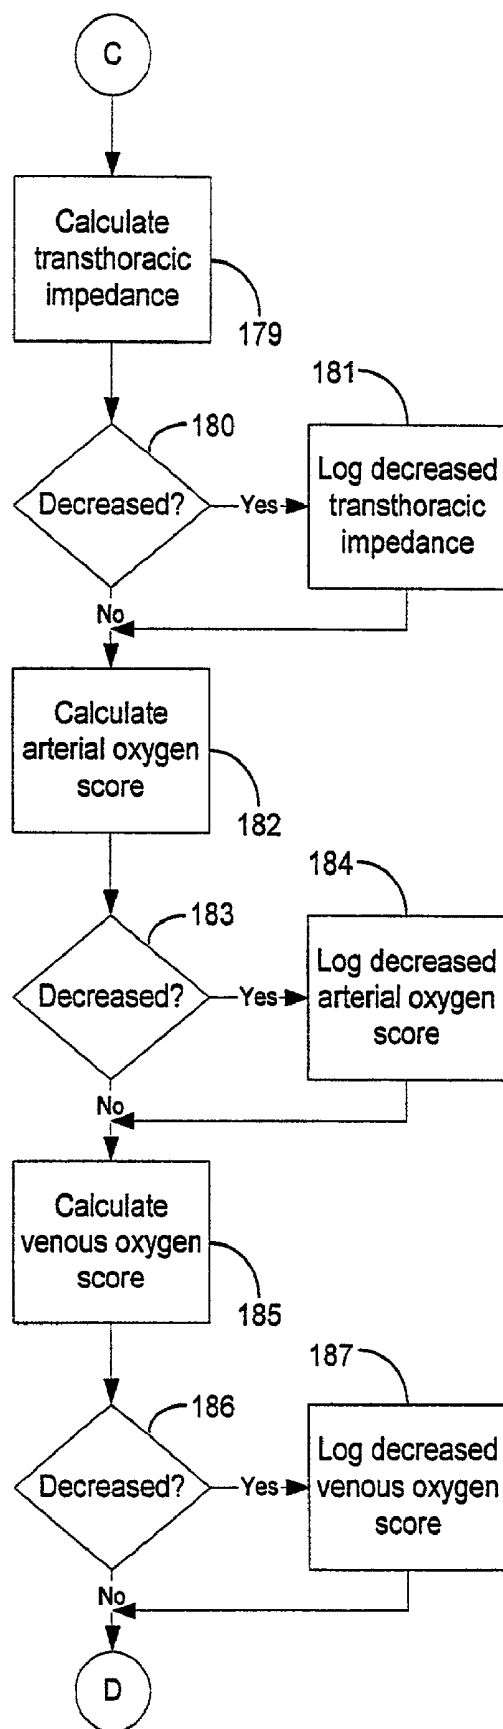 C
Calculate
transthoracic
impedance
179
181
180
Decreased?
Yes
Log decreased
transthoracic
impedance
No
Calculate
arterial oxygen
score
182
184
183
Decreased?
Yes
Log decreased
arterial oxygen
score
No
Calculate
venous oxygen
score
185
187
186
Decreased?
Yes
Log decreased
venous oxygen
score
No
D